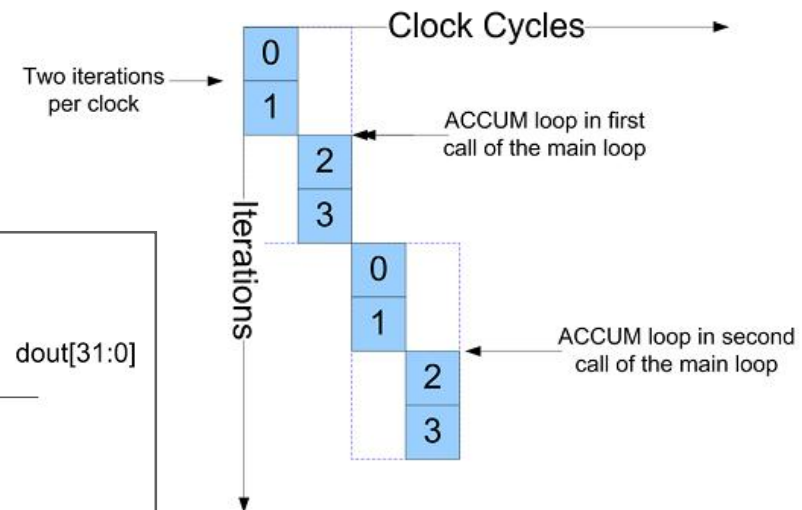 Clock Cycles
0
Two iterations
per clock
1
ACCUM loop in first
call of the main loop
2
3
Iterations
0
1
dout[31:0]
ACCUM loop in second
call of the main loop
2
3